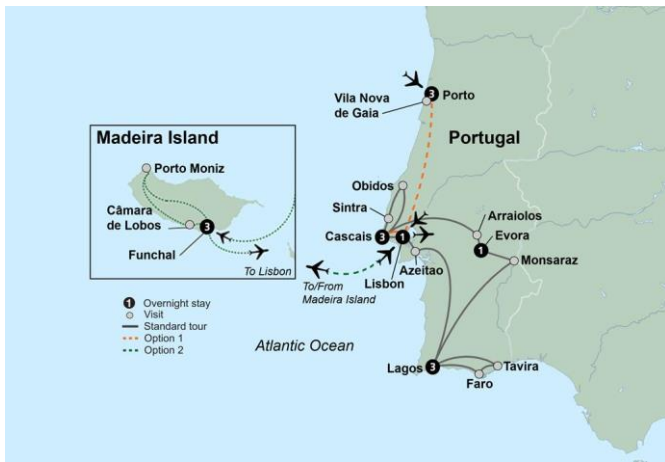 3
Porto
Vila Nova
de Gaia
Portugal
Madeira Island
Porto Moniz
Câmara
de Lobos
3
Funchal
To Lisbon
Obidos
Sintra
Cascais
3
1
Lisbon
Azeitao
Arraiolos
Evora
1
Monsaraz
To/From
Madeira Island
1 Overnight stay
Visit
Standard tour
Option 1
Option 2
Atlantic Ocean
Lagos
3
Tavira
Faro